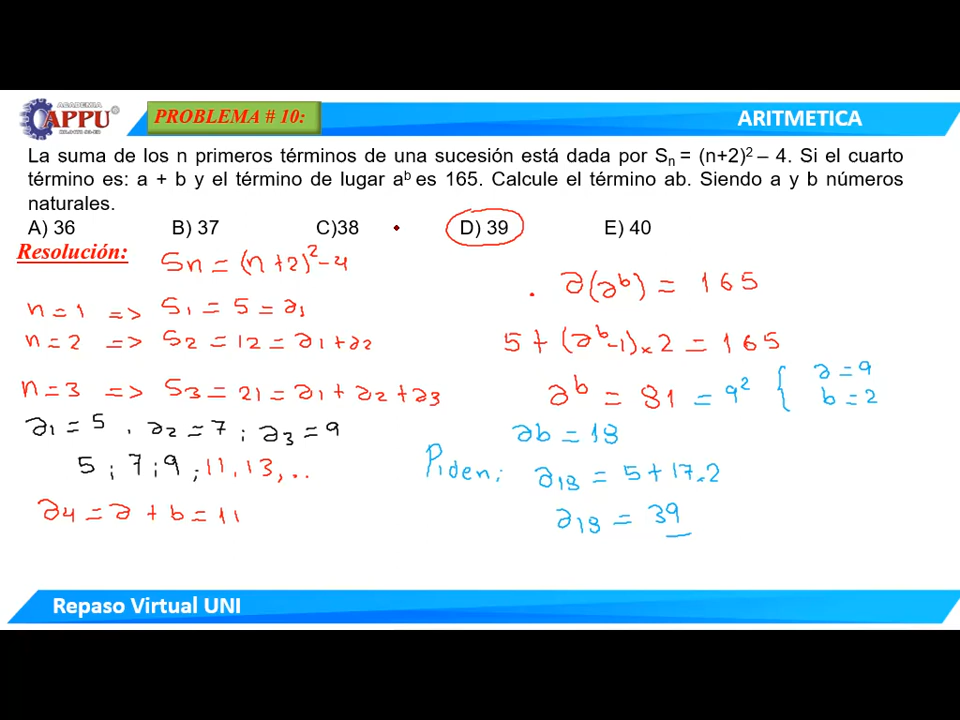 ACADEMIA
APPU
PROBLEMA # 10:
ARITMETICA
La suma de los n primeros términos de una sucesión está dada por Sₙ = (n+2)² – 4. Si el cuarto
término es: a + b y el término de lugar aᵇ es 165. Calcule el término ab. Siendo a y b números
naturales.
A) 36 B) 37 C)38 D) 39 E) 40
Resolución:
Sn = (n+2)² - 4
n = 1 => S₁ = 5 = a₁
n = 2 => S₂ = 12 = a₁ + a₂
n = 3 => S₃ = 21 = a₁ + a₂ + a₃
a₁ = 5 , a₂ = 7 ; a₃ = 9
5 ; 7 ; 9 ; 11, 13, ...
a₄ = a + b = 11
a(aᵇ) = 165
5 + (aᵇ-1) × 2 = 165
aᵇ = 81 = 9² { a = 9
b = 2
ab = 18
Piden:
a₁₈ = 5 + 17.2
a₁₈ = 39
Repaso Virtual UNI